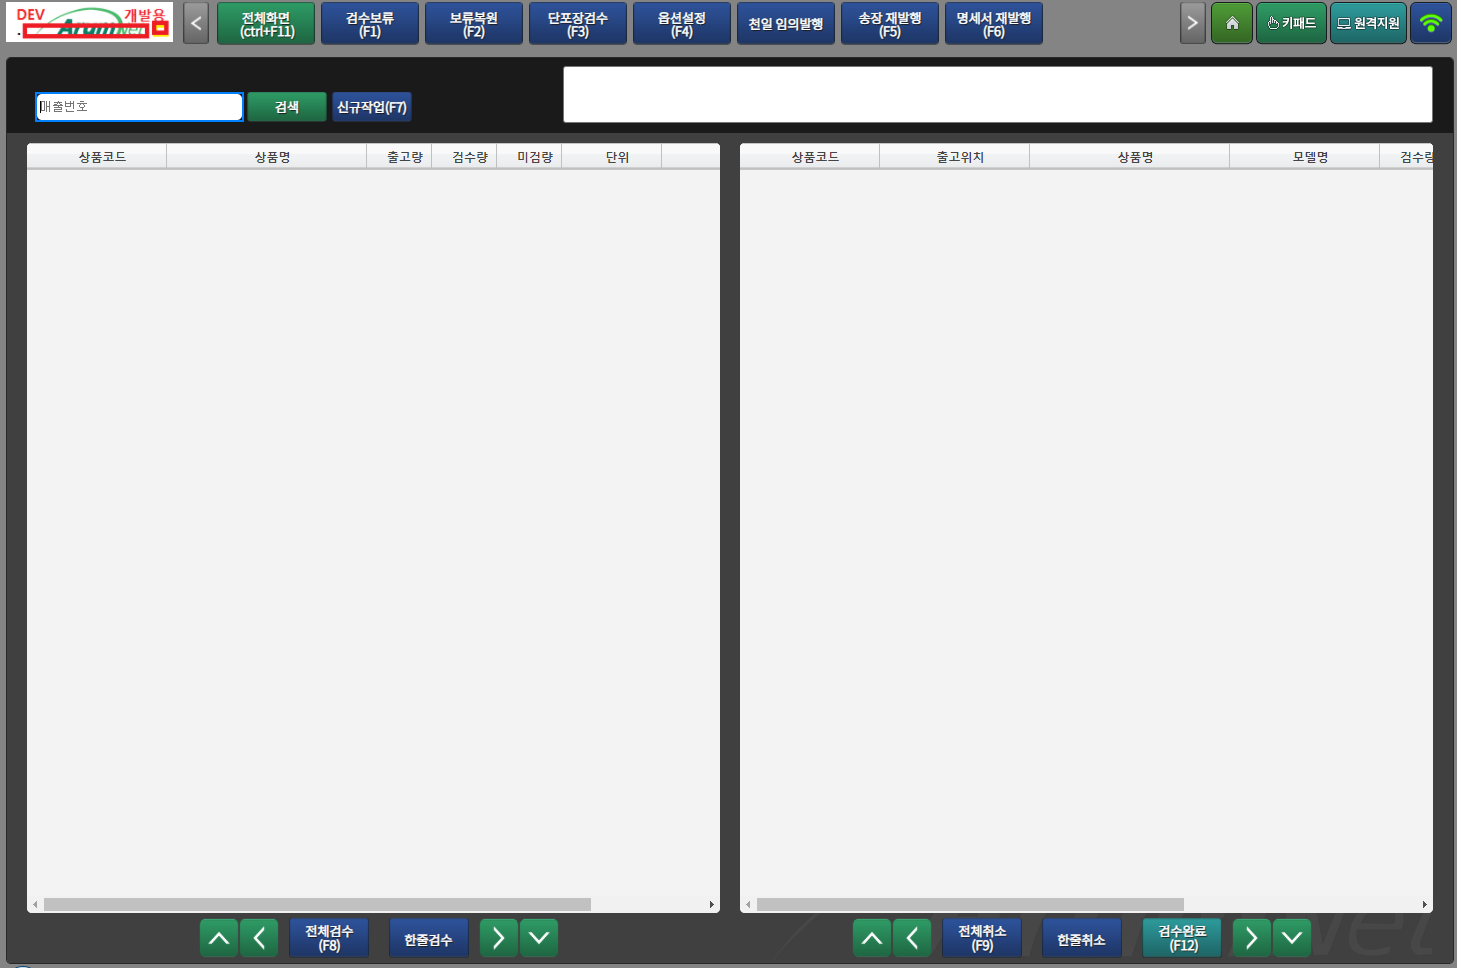 DEV 개발용
전체화면
(ctrl+F11)
검수보류
(F1)
보류복원
(F2)
단포장검수
(F3)
옵션설정
(F4)
천일 임의발행
송장 재발행
(F5)
명세서 재발행
(F6)
키패드
원격지원
매출번호
검색
신규작업(F7)
상품코드 상품명 출고량 검수량 미검량 단위
상품코드 출고위치 상품명 모델명 검수량
전체검수
(F8)
한줄검수
전체취소
(F9)
한줄취소
검수완료
(F12)